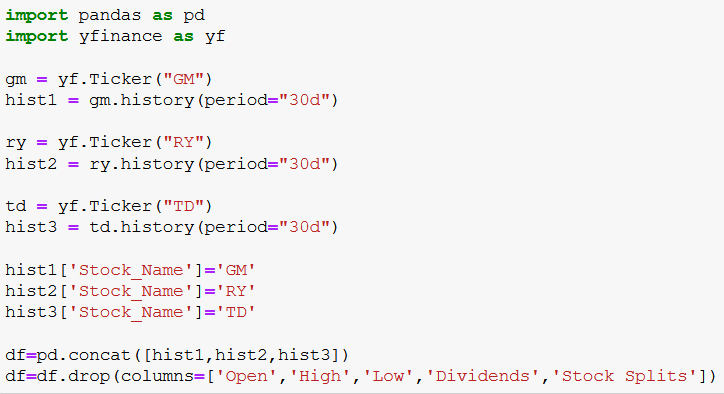 import pandas as pd
import yfinance as yf

gm = yf.Ticker("GM")
hist1 = gm.history(period="30d")

ry = yf.Ticker("RY")
hist2 = ry.history(period="30d")

td = yf.Ticker("TD")
hist3 = td.history(period="30d")

hist1['Stock_Name']='GM'
hist2['Stock_Name']='RY'
hist3['Stock_Name']='TD'

df=pd.concat([hist1,hist2,hist3])
df=df.drop(columns=['Open','High','Low','Dividends','Stock Splits'])